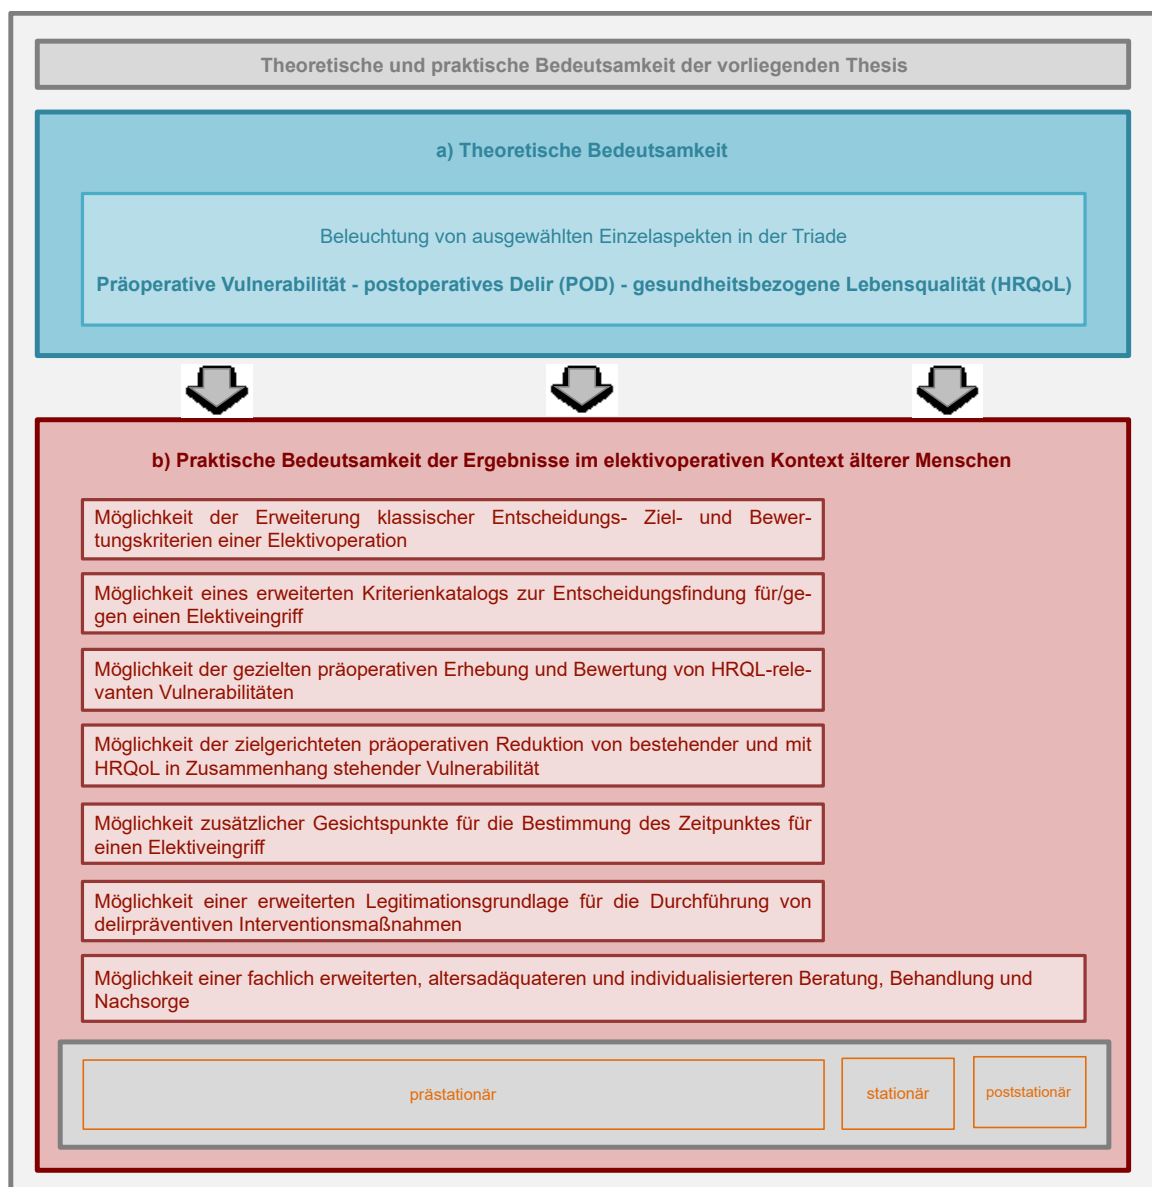 Theoretische und praktische Bedeutsamkeit der vorliegenden Thesis
a) Theoretische Bedeutsamkeit
Beleuchtung von ausgewählten Einzelaspekten in der Triade
Präoperative Vulnerabilität - postoperatives Delir (POD) - gesundheitsbezogene Lebensqualität (HRQoL)
b) Praktische Bedeutsamkeit der Ergebnisse im elektivoperativen Kontext älterer Menschen
Möglichkeit der Erweiterung klassischer Entscheidungs- Ziel- und Bewer-
tungskriterien einer Elektivoperation
Möglichkeit eines erweiterten Kriterienkatalogs zur Entscheidungsfindung für/ge-
gen einen Elektiveingriff
Möglichkeit der gezielten präoperativen Erhebung und Bewertung von HRQL-rele-
vanten Vulnerabilitäten
Möglichkeit der zielgerichteten präoperativen Reduktion von bestehender und mit
HRQoL in Zusammenhang stehender Vulnerabilität
Möglichkeit zusätzlicher Gesichtspunkte für die Bestimmung des Zeitpunktes für
einen Elektiveingriff
Möglichkeit einer erweiterten Legitimationsgrundlage für die Durchführung von
delirpräventiven Interventionsmaßnahmen
Möglichkeit einer fachlich erweiterten, altersadäquateren und individualisierteren Beratung, Behandlung und
Nachsorge
prästationär
stationär
poststationär